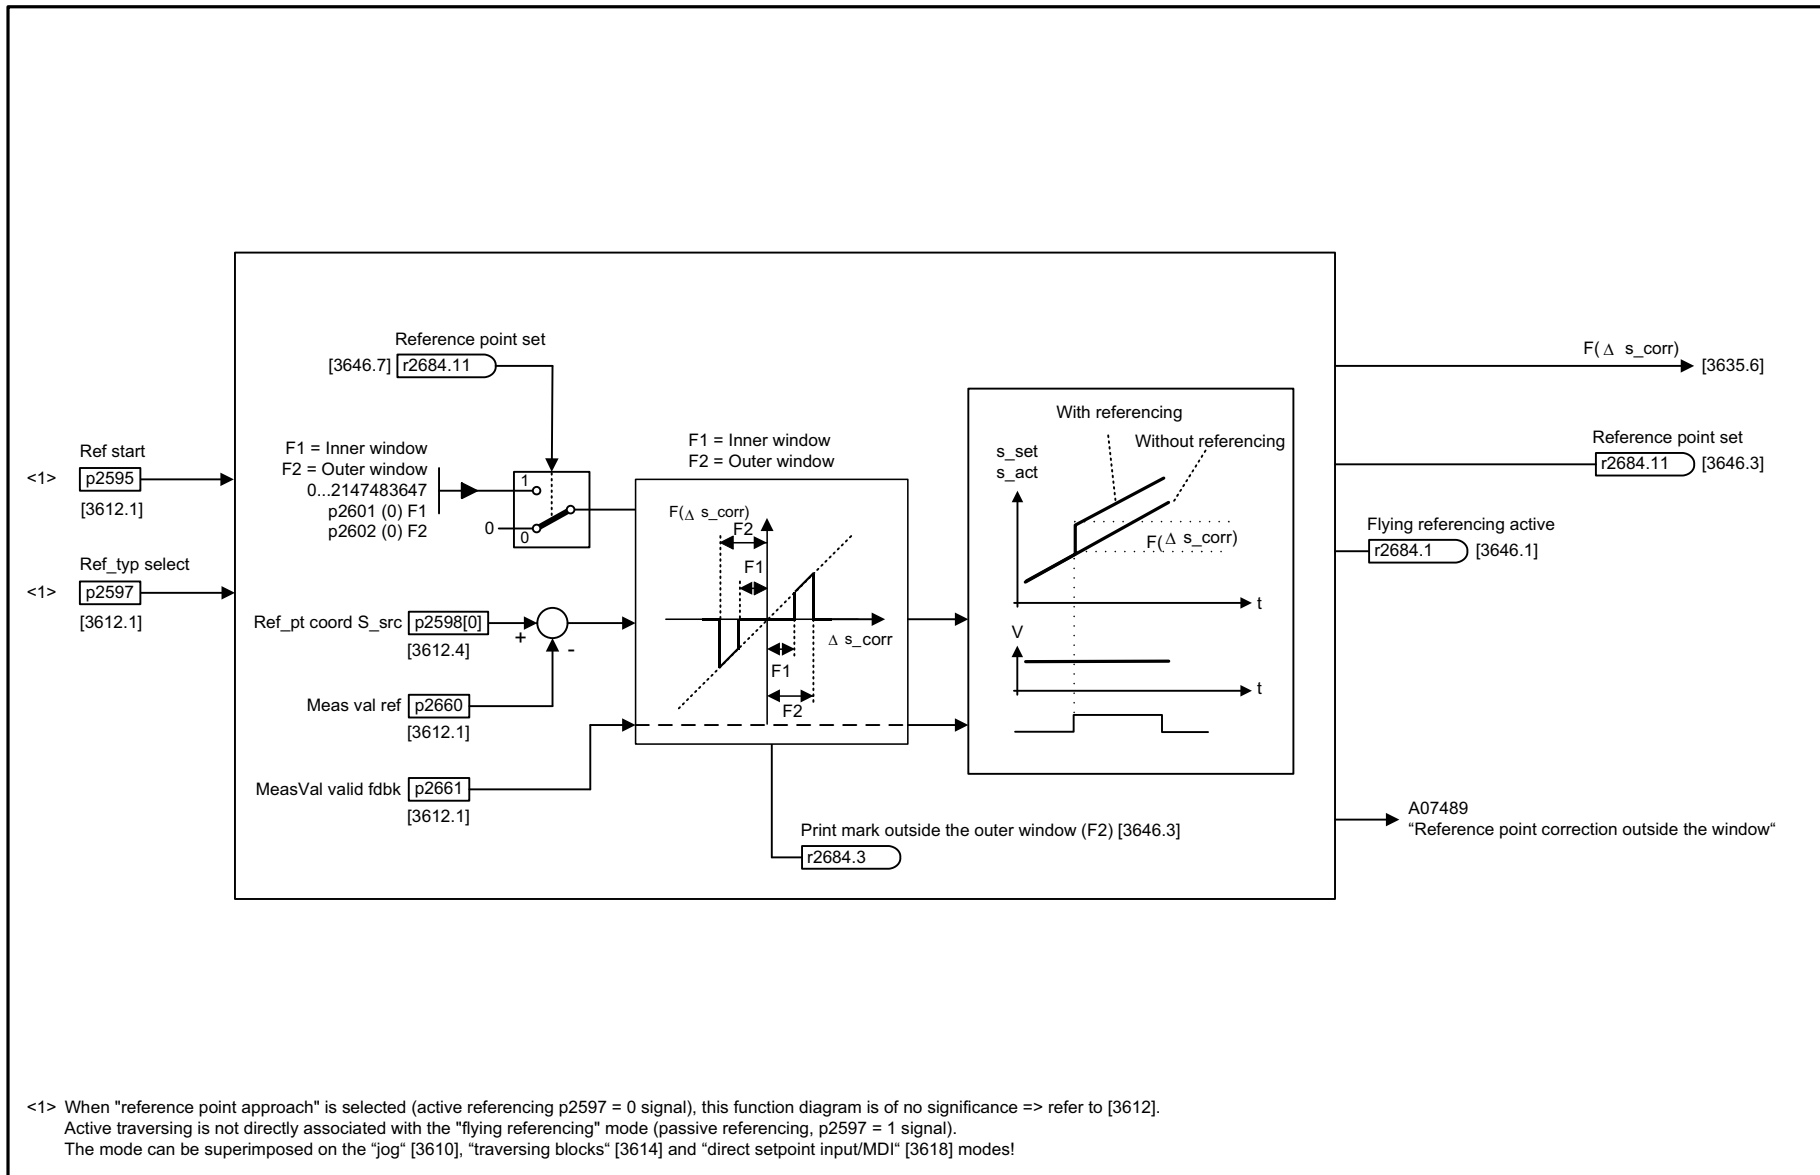 Reference point set
[3646.7] r2684.11
F1 = Inner window
F2 = Outer window
0...2147483647
p2601 (0) F1
p2602 (0) F2
1
0
0
Ref start
<1> p2595
[3612.1]
Ref_typ select
<1> p2597
[3612.1]
Ref_pt coord S_src p2598[0]
[3612.4]
+
-
Meas val ref p2660
[3612.1]
MeasVal valid fdbk p2661
[3612.1]
F1 = Inner window
F2 = Outer window
F(Δ s_corr)
F2
F1
Δ s_corr
F1
F2
Print mark outside the outer window (F2) [3646.3]
r2684.3
With referencing
Without referencing
s_set
s_act
F(Δ s_corr)
t
V
t
F(Δ s_corr)
[3635.6]
Reference point set
r2684.11 [3646.3]
Flying referencing active
r2684.1 [3646.1]
A07489
“Reference point correction outside the window“
<1> When "reference point approach" is selected (active referencing p2597 = 0 signal), this function diagram is of no significance => refer to [3612].
Active traversing is not directly associated with the "flying referencing" mode (passive referencing, p2597 = 1 signal).
The mode can be superimposed on the “jog“ [3610], “traversing blocks“ [3614] and “direct setpoint input/MDI“ [3618] modes!